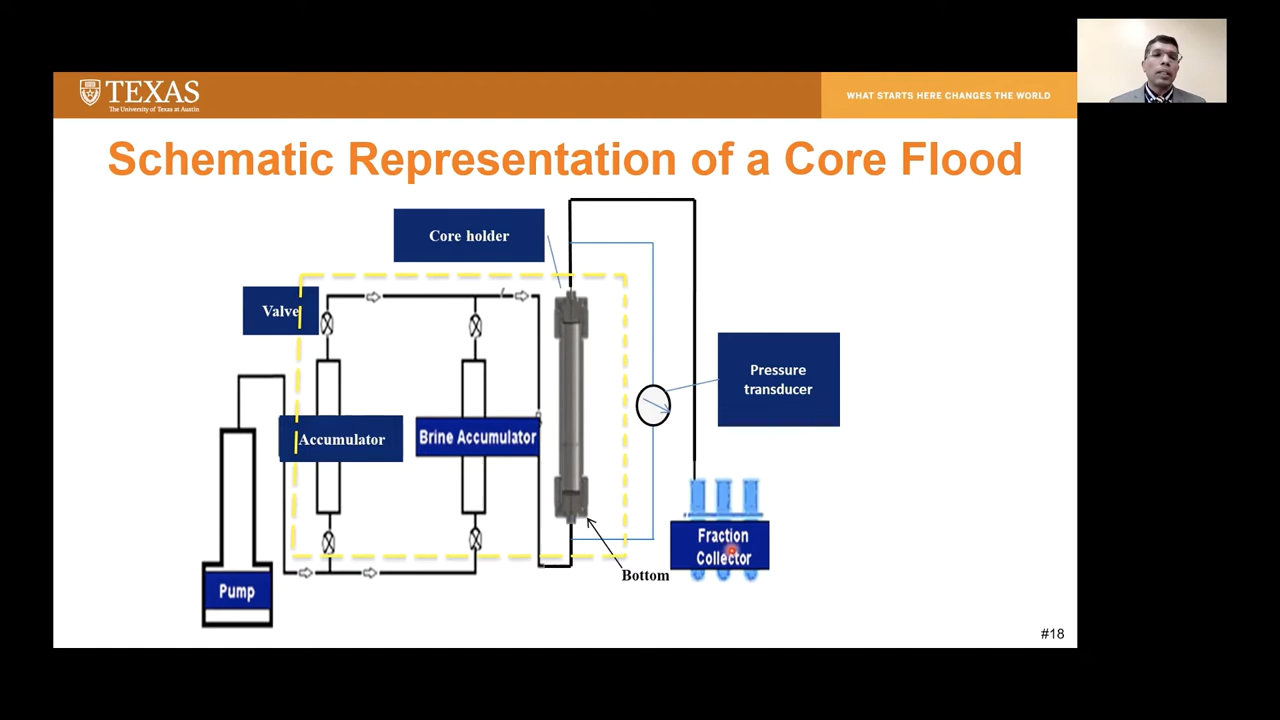 TEXAS
The University of Texas at Austin
WHAT STARTS HERE CHANGES THE WORLD
Schematic Representation of a Core Flood
Core holder
Valve
Pressure
transducer
Accumulator
Brine Accumulator
Fraction
Collector
Bottom
Pump
#18